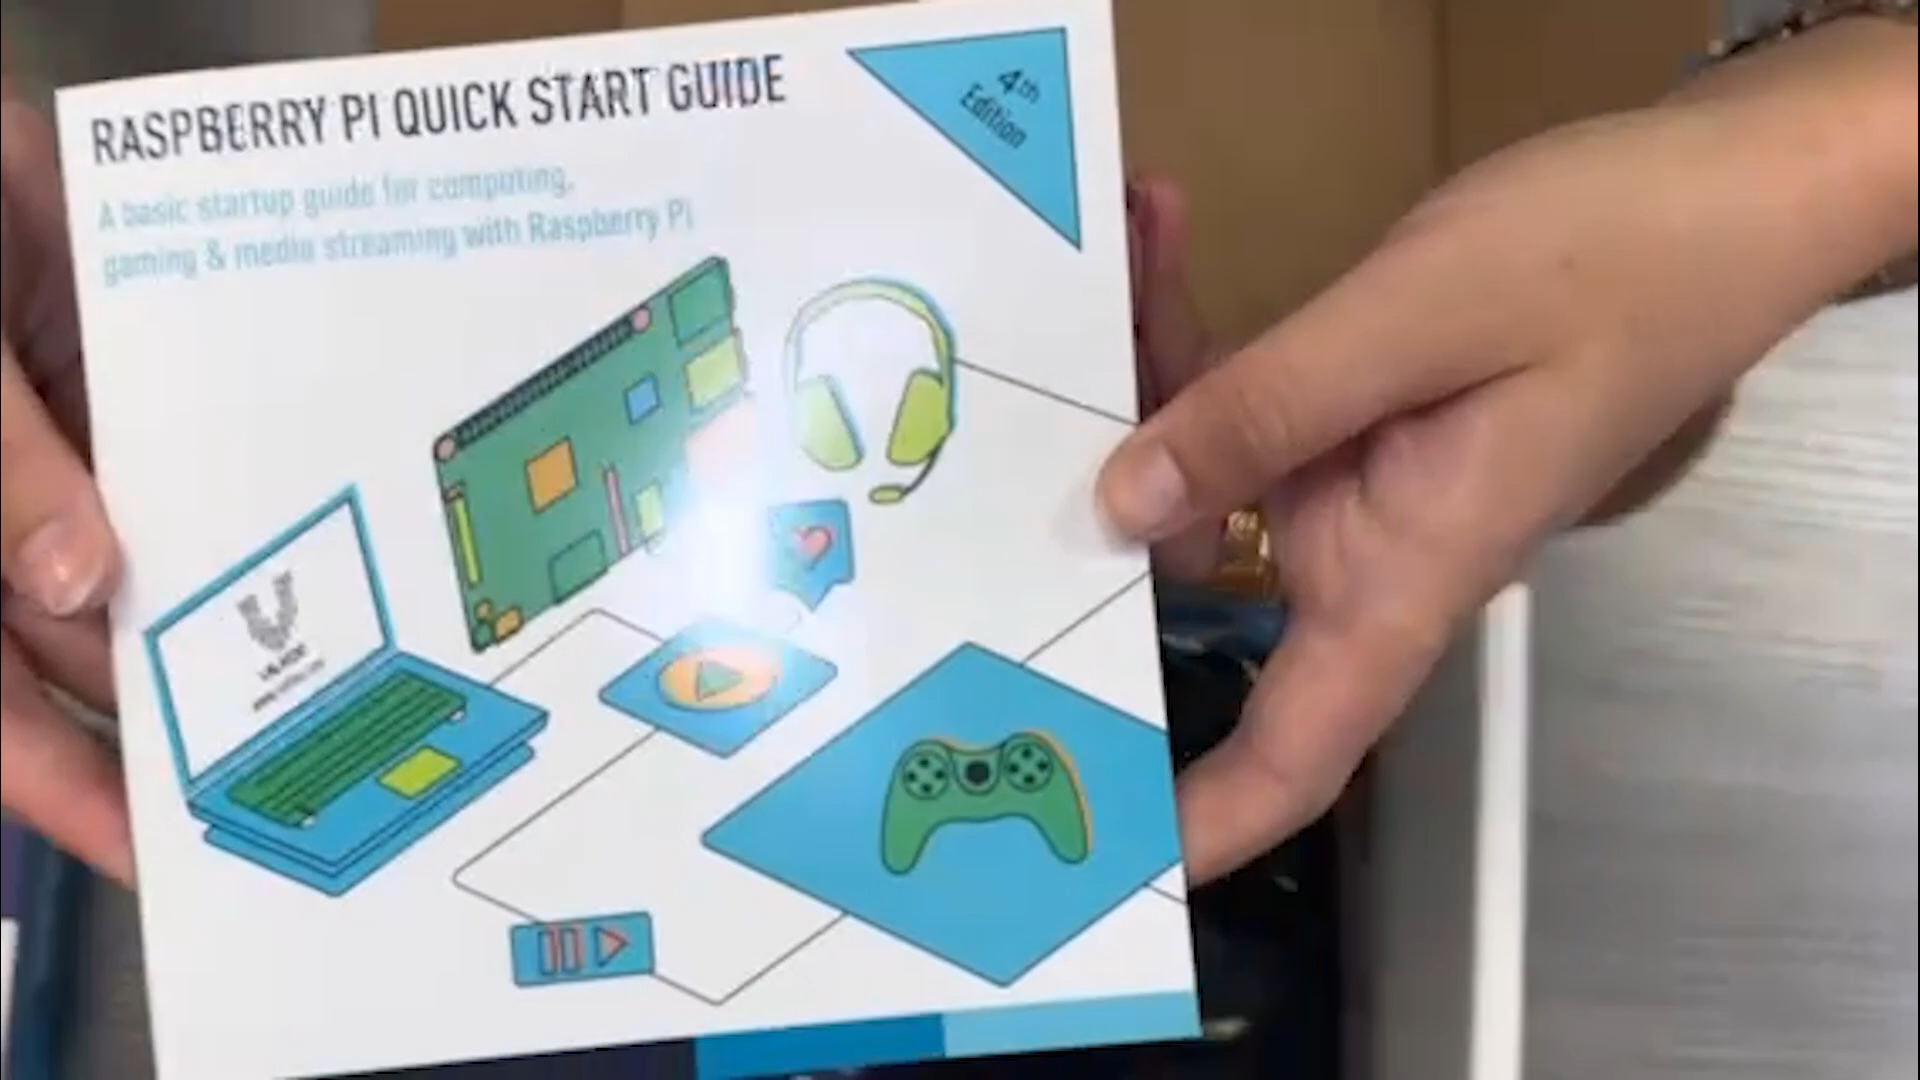 RASPBERRY PI QUICK START GUIDE
4th
Edition
A basic startup guide for computing,
gaming & media streaming with Raspberry Pi